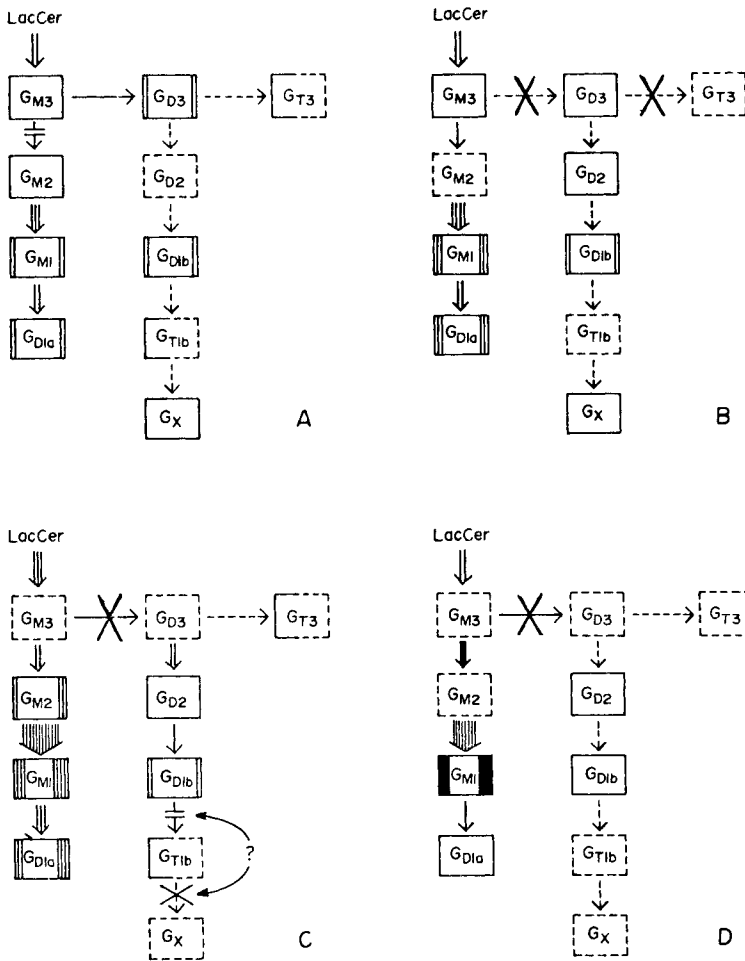 LacCer
GM3 GD3 GT3
GM2 GD2
GM1 GD1b
GD1a GT1b
GX
A
LacCer
GM3 GD3 GT3
GM2 GD2
GM1 GD1b
GD1a GT1b
GX
B
LacCer
GM3 GD3 GT3
GM2 GD2
GM1 GD1b
GD1a GT1b
?
GX
C
LacCer
GM3 GD3 GT3
GM2 GD2
GM1 GD1b
GD1a GT1b
GX
D